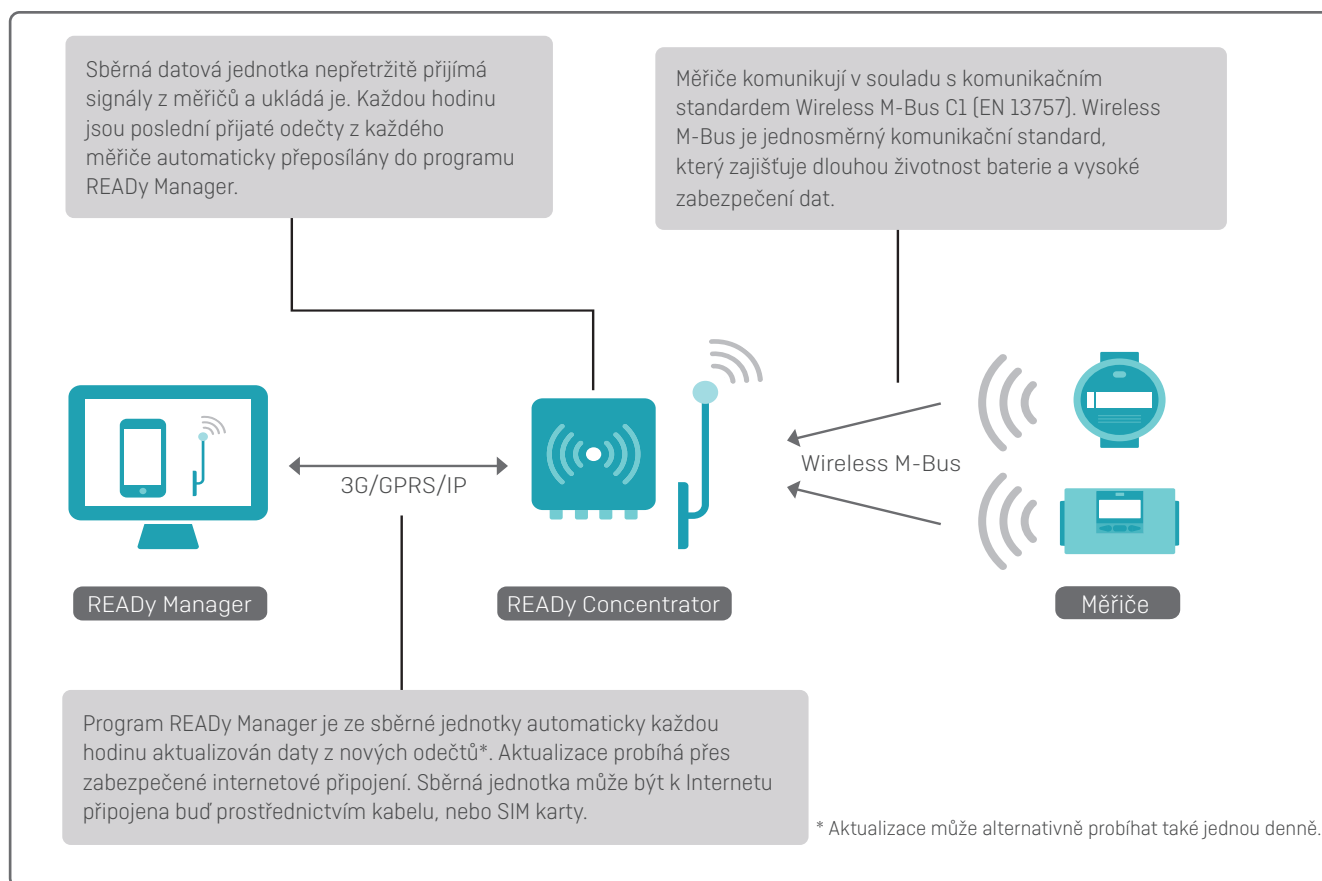 Sběrná datová jednotka nepřetržitě přijímá
signály z měřičů a ukládá je. Každou hodinu
jsou poslední přijaté odečty z každého
měřiče automaticky přeposílány do programu
READy Manager.
Měřiče komunikují v souladu s komunikačním
standardem Wireless M-Bus C1 (EN 13757). Wireless
M-Bus je jednosměrný komunikační standard,
který zajišťuje dlouhou životnost baterie a vysoké
zabezpečení dat.
3G/GPRS/IP
Wireless M-Bus
READy Manager
READy Concentrator
Měřiče
Program READy Manager je ze sběrné jednotky automaticky každou
hodinu aktualizován daty z nových odečtů*. Aktualizace probíhá přes
zabezpečené internetové připojení. Sběrná jednotka může být k Internetu
připojena buď prostřednictvím kabelu, nebo SIM karty.
* Aktualizace může alternativně probíhat také jednou denně.